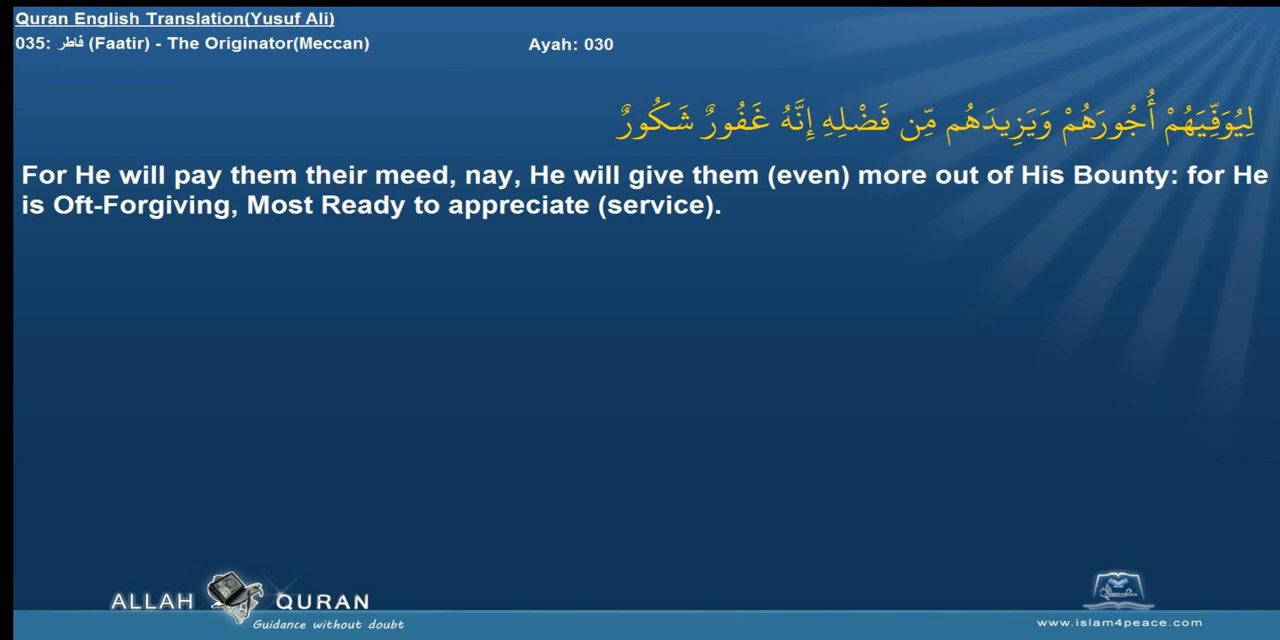 Quran English Translation(Yusuf Ali)
035: فاطر (Faatir) - The Originator(Meccan) Ayah: 030
لِيُوَفِّيَهُمْ أُجُورَهُمْ وَيَزِيدَهُم مِّن فَضْلِهِ إِنَّهُ غَفُورٌ شَكُورٌ
For He will pay them their meed, nay, He will give them (even) more out of His Bounty: for He
is Oft-Forgiving, Most Ready to appreciate (service).
ALLAH QURAN
Guidance without doubt
www.islam4peace.com